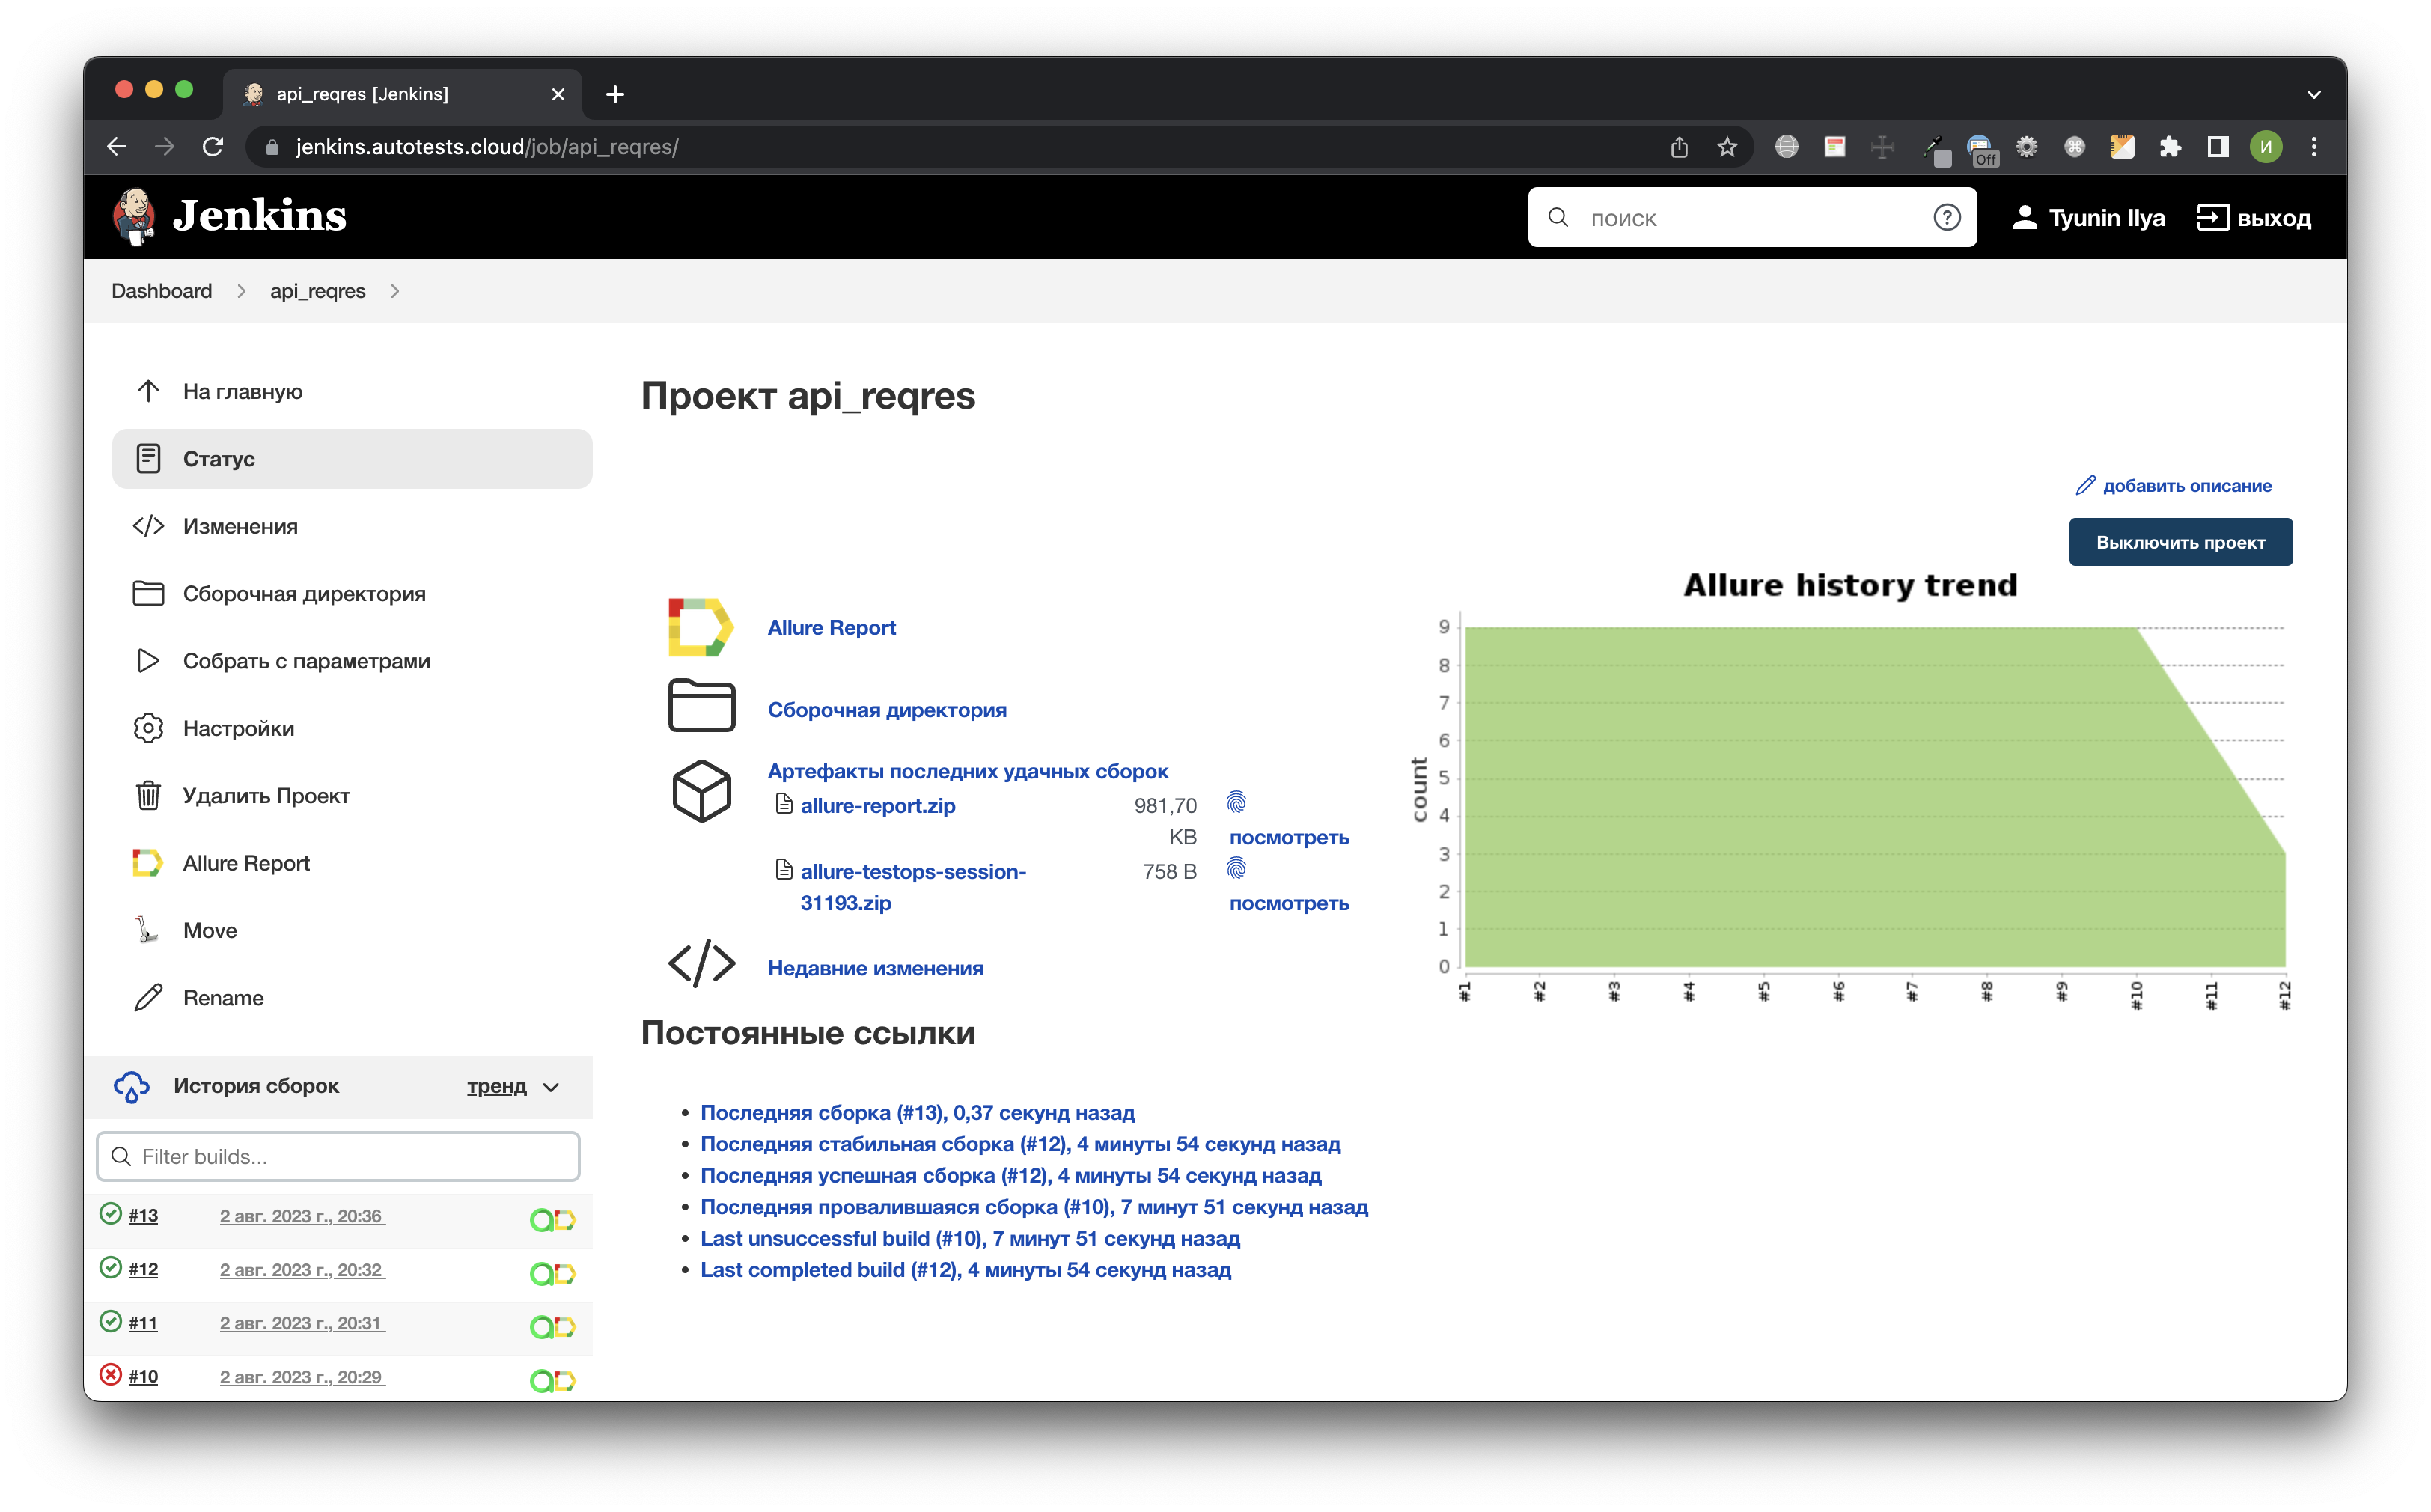 api_reqres [Jenkins]
jenkins.autotests.cloud/job/api_reqres/
Off
И
Jenkins
поиск
Tyunin Ilya
выход
Dashboard
api_reqres
На главную
Статус
Изменения
Сборочная директория
Собрать с параметрами
Настройки
Удалить Проект
Allure Report
Move
Rename
История сборок
тренд
Filter builds...
#13
2 авг. 2023 г., 20:36
#12
2 авг. 2023 г., 20:32
#11
2 авг. 2023 г., 20:31
#10
2 авг. 2023 г., 20:29
Проект api_reqres
добавить описание
Выключить проект
Allure Report
Сборочная директория
Артефакты последних удачных сборок
allure-report.zip
981,70
KB
посмотреть
allure-testops-session-
31193.zip
758 B
посмотреть
Недавние изменения
Allure history trend
count
9
8
7
6
5
4
3
2
1
0
#1
#2
#3
#4
#5
#6
#7
#8
#9
#10
#11
#12
Постоянные ссылки
Последняя сборка (#13), 0,37 секунд назад
Последняя стабильная сборка (#12), 4 минуты 54 секунд назад
Последняя успешная сборка (#12), 4 минуты 54 секунд назад
Последняя провалившаяся сборка (#10), 7 минут 51 секунд назад
Last unsuccessful build (#10), 7 минут 51 секунд назад
Last completed build (#12), 4 минуты 54 секунд назад